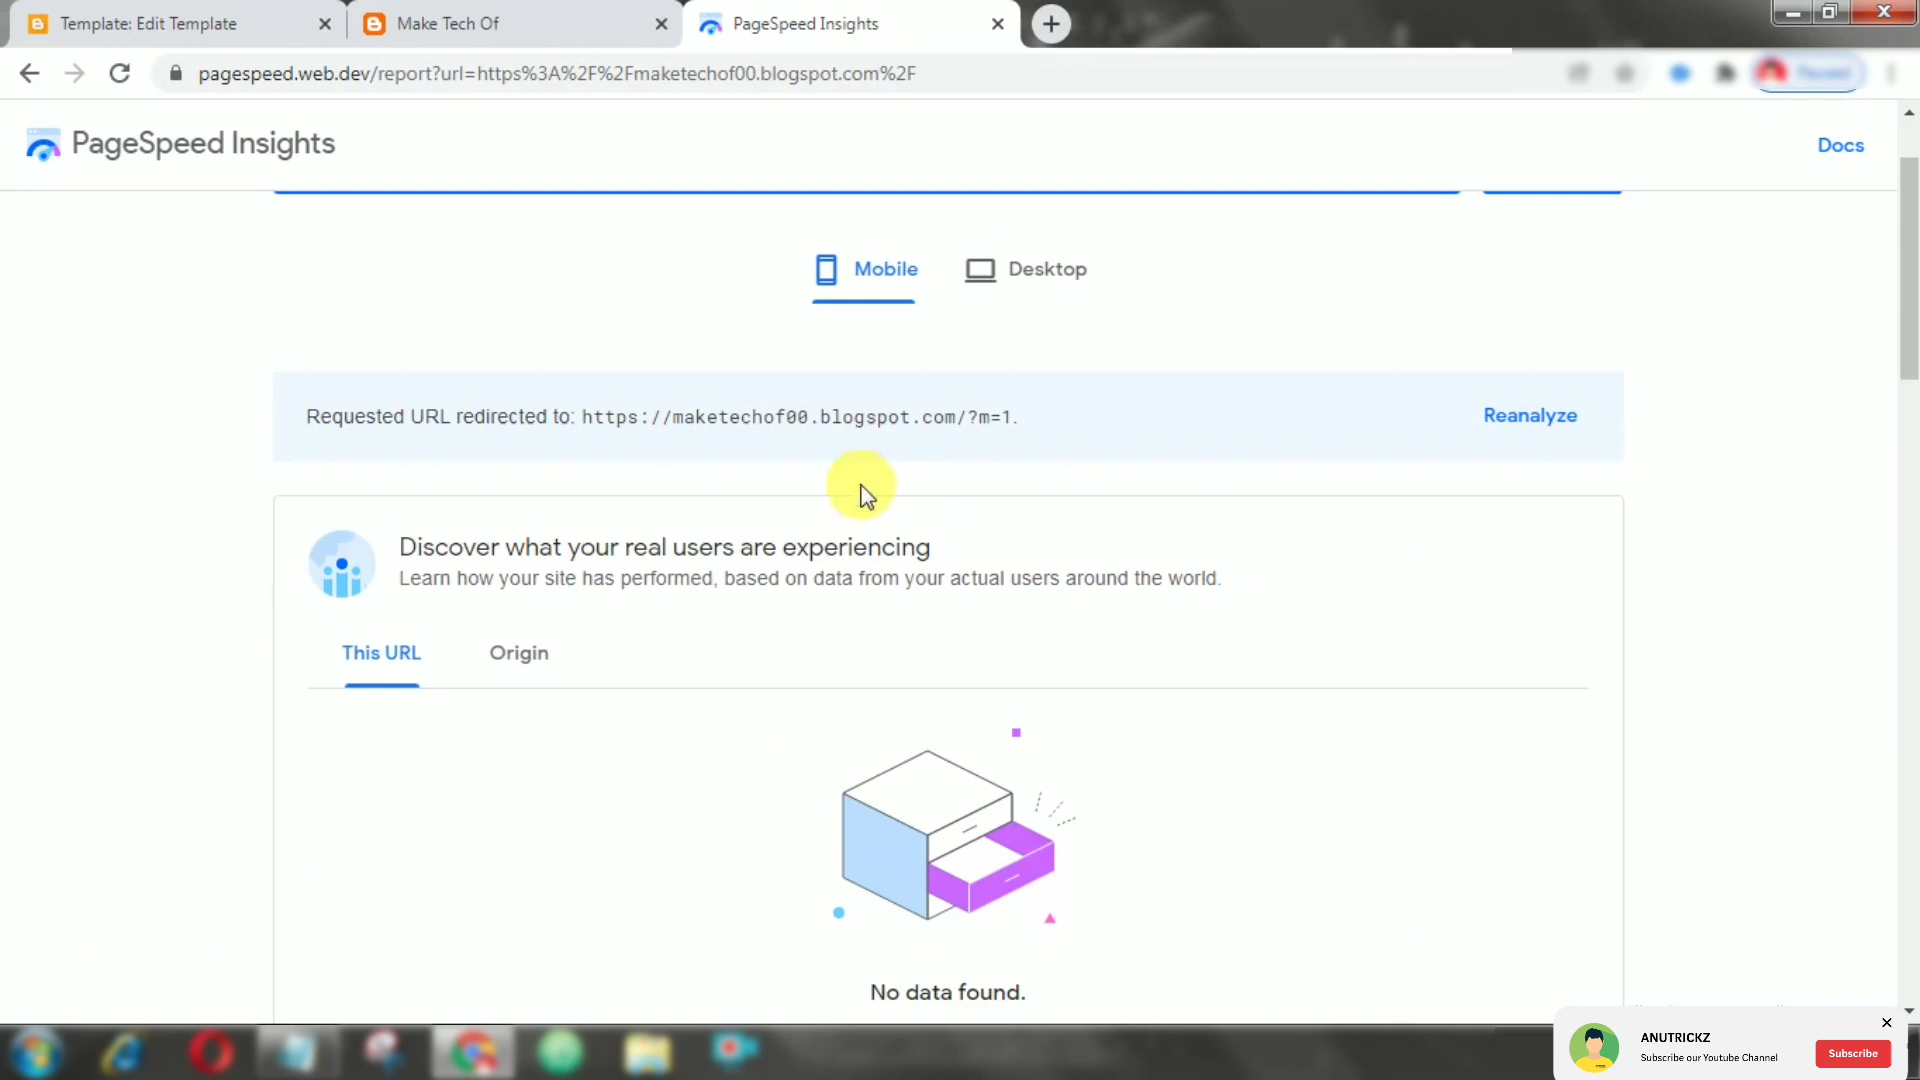 Template: Edit Template
Make Tech Of
PageSpeed Insights
pagespeed.web.dev/report?url=https%3A%2F%2Fmaketechof00.blogspot.com%2F
Paused
PageSpeed Insights
Docs
Mobile
Desktop
Requested URL redirected to: https://maketechof00.blogspot.com/?m=1.
Reanalyze
Discover what your real users are experiencing
Learn how your site has performed, based on data from your actual users around the world.
This URL
Origin
No data found.
ANUTRICKZ
Subscribe our Youtube Channel
Subscribe